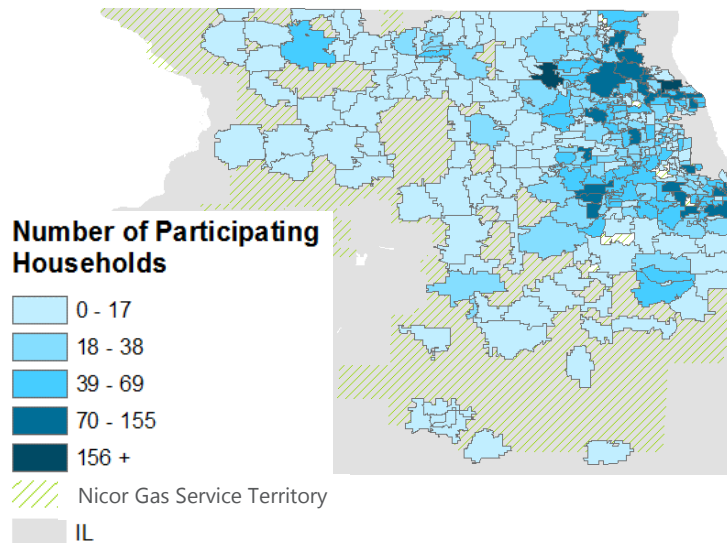 Number of Participating
Households
0 - 17
18 - 38
39 - 69
70 - 155
156 +
Nicor Gas Service Territory
IL